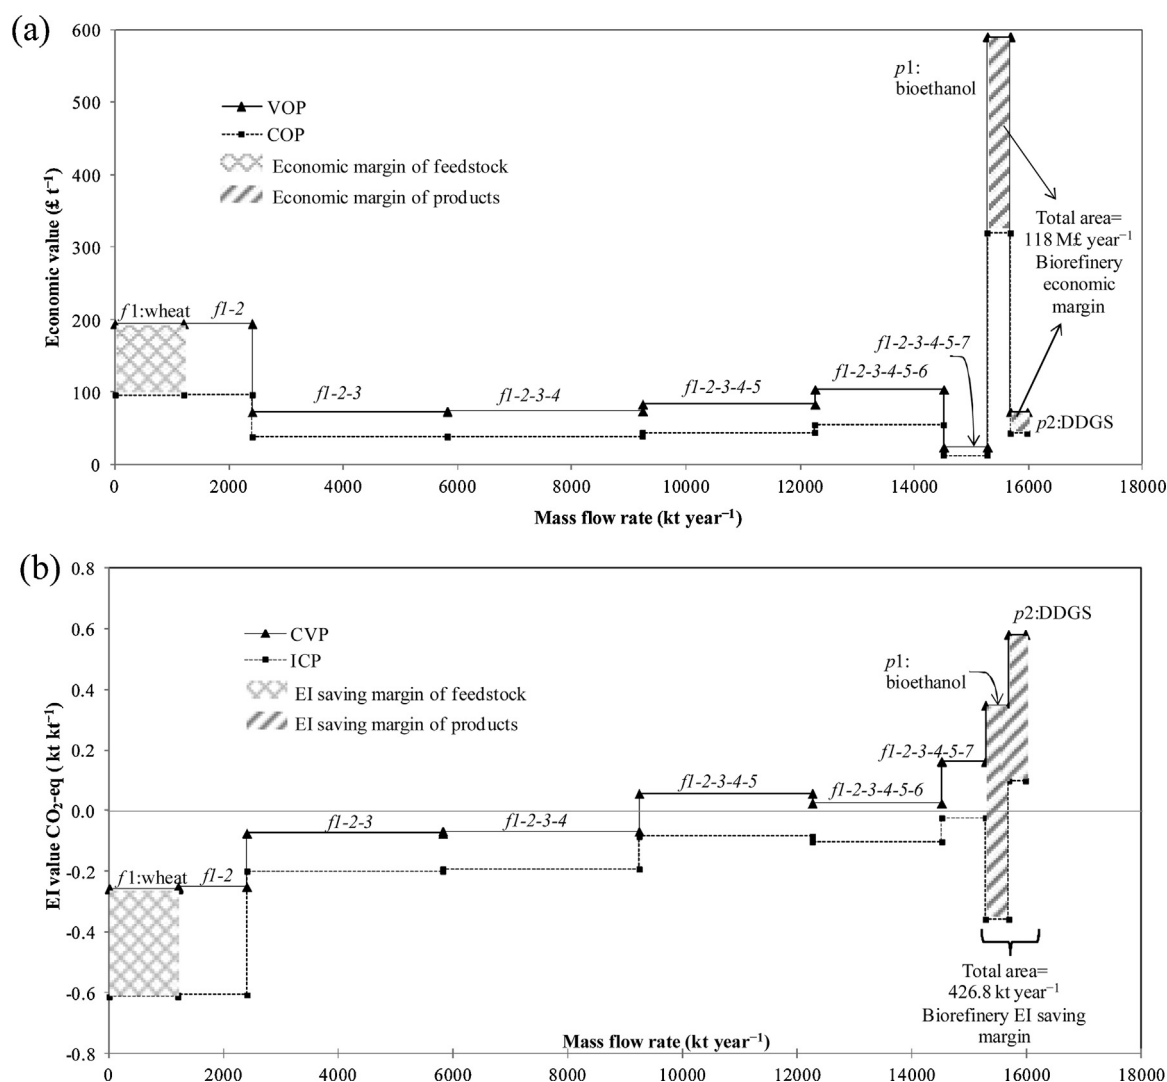 (a)
600
500
400
300
200
100
0
Economic value (£ t⁻¹)
VOP
COP
Economic margin of feedstock
Economic margin of products
p1:
bioethanol
Total area=
118 M£ year⁻¹
Biorefinery
economic
margin
f1:wheat
f1-2
f1-2-3
f1-2-3-4
f1-2-3-4-5
f1-2-3-4-5-6
f1-2-3-4-5-7
p2:DDGS
0 2000 4000 6000 8000 10000 12000 14000 16000 18000
Mass flow rate (kt year⁻¹)
(b)
0.8
0.6
0.4
0.2
0.0
-0.2
-0.4
-0.6
-0.8
EI value CO₂-eq ( kt kt⁻¹)
CVP
ICP
EI saving margin of feedstock
EI saving margin of products
p2:DDGS
p1:
bioethanol
f1:wheat
f1-2
f1-2-3
f1-2-3-4
f1-2-3-4-5
f1-2-3-4-5-6
f1-2-3-4-5-7
Total area=
426.8 kt year⁻¹
Biorefinery EI saving
margin
Mass flow rate (kt year⁻¹)
0 2000 4000 6000 8000 10000 12000 14000 16000 18000